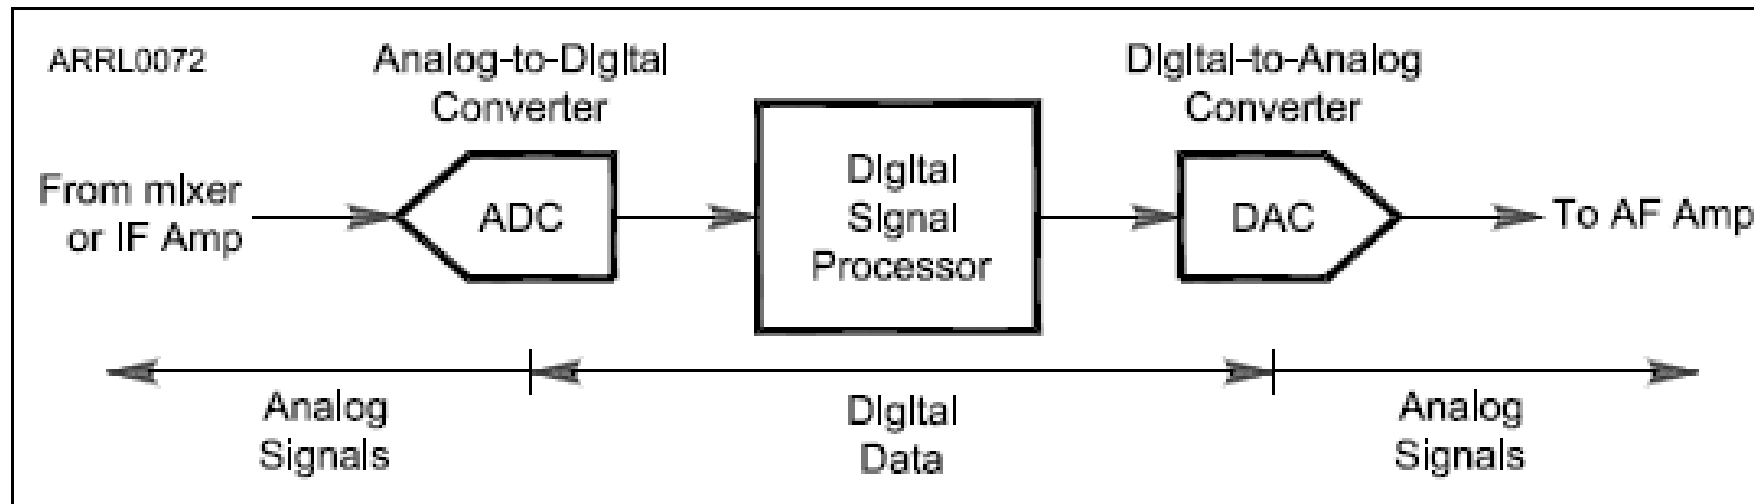 ARRL0072
Analog-to-Digital
Converter
Digital-to-Analog
Converter
From mixer
or IF Amp
ADC
Digital
Signal
Processor
DAC
To AF Amp
Analog
Signals
Digital
Data
Analog
Signals